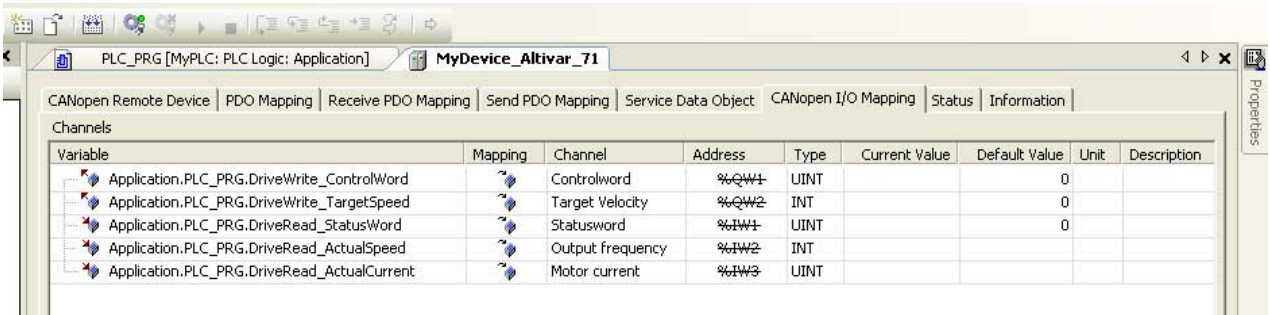 PLC_PRG [MyPLC: PLC Logic: Application] MyDevice_Altivar_71
Properties
CANopen Remote Device PDO Mapping Receive PDO Mapping Send PDO Mapping Service Data Object CANopen I/O Mapping Status Information
Channels
Variable Mapping Channel Address Type Current Value Default Value Unit Description
Application.PLC_PRG.DriveWrite_ControlWord Controlword %QW1 UINT 0
Application.PLC_PRG.DriveWrite_TargetSpeed Target Velocity %QW2 INT 0
Application.PLC_PRG.DriveRead_StatusWord Statusword %IW1 UINT 0
Application.PLC_PRG.DriveRead_ActualSpeed Output frequency %IW2 INT
Application.PLC_PRG.DriveRead_ActualCurrent Motor current %IW3 UINT